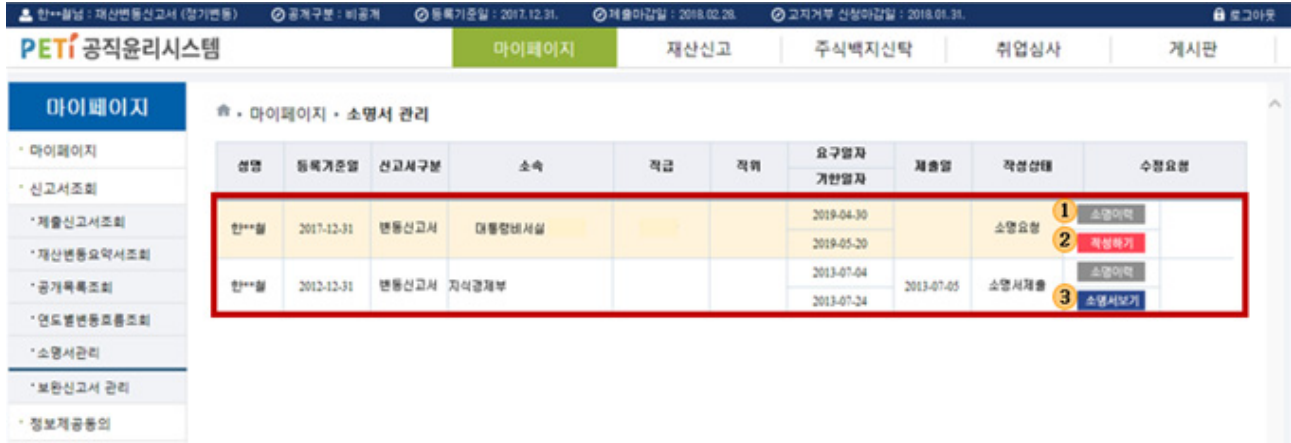 한**철님 : 재산변동신고서 (정기변동) 공개구분 : 비공개 등록기준일 : 2017.12.31. 제출마감일 : 2018.02.28. 고지거부 신청마감일 : 2018.01.31. 로그아웃
PETI 공직윤리시스템 마이페이지 재산신고 주식백지신탁 취업심사 게시판
마이페이지
마이페이지 • 소명서 관리
마이페이지
신고서조회
제출신고서조회
재산변동요약서조회
공개목록조회
연도별변동흐름조회
소명서관리
보완신고서 관리
정보제공동의
성명 등록기준일 신고서구분 소속 직급 직위 요구일자 제출일 작성상태 수정요청
기한일자
한**철 2017-12-31 변동신고서 대통령비서실 2019-04-30 소명요청 1 소명이력
2019-05-20 2 작성하기
한**철 2012-12-31 변동신고서 지식경제부 2013-07-04 2013-07-05 소명서제출 소명이력
2013-07-24 3 소명서보기